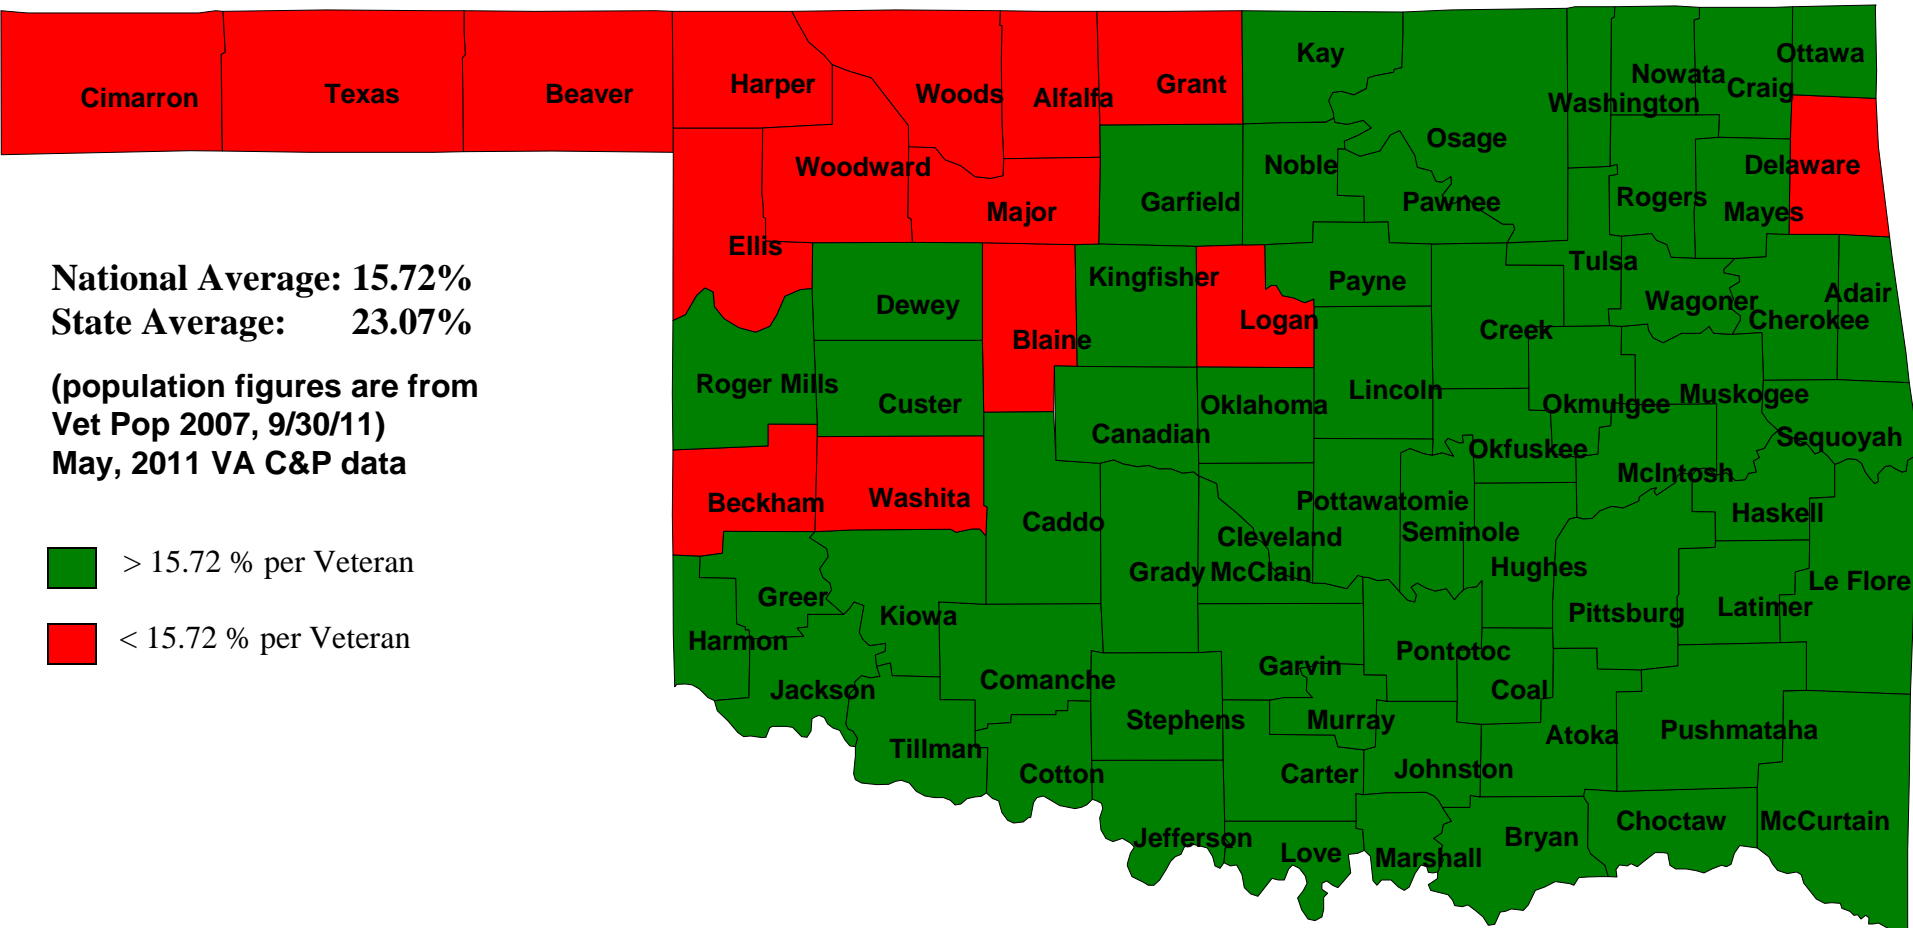 Cimarron
Texas
Beaver
Harper
Woods
Alfalfa
Grant
Kay
Nowata
Craig
Ottawa
Washington
Osage
Woodward
Major
Garfield
Noble
Pawnee
Rogers
Mayes
Delaware
Ellis
National Average: 15.72%
State Average: 23.07%
(population figures are from
Vet Pop 2007, 9/30/11)
May, 2011 VA C&P data
> 15.72 % per Veteran
< 15.72 % per Veteran
Dewey
Blaine
Kingfisher
Logan
Payne
Creek
Tulsa
Wagoner
Cherokee
Adair
Roger Mills
Custer
Canadian
Oklahoma
Lincoln
Okmulgee
Muskogee
Okfuskee
McIntosh
Sequoyah
Beckham
Washita
Caddo
Grady
McClain
Cleveland
Pottawatomie
Seminole
Hughes
Haskell
Pittsburg
Latimer
Le Flore
Greer
Harmon
Kiowa
Jackson
Comanche
Garvin
Pontotoc
Coal
Stephens
Murray
Atoka
Pushmataha
Tillman
Cotton
Carter
Johnston
Jefferson
Love
Marshall
Bryan
Choctaw
McCurtain